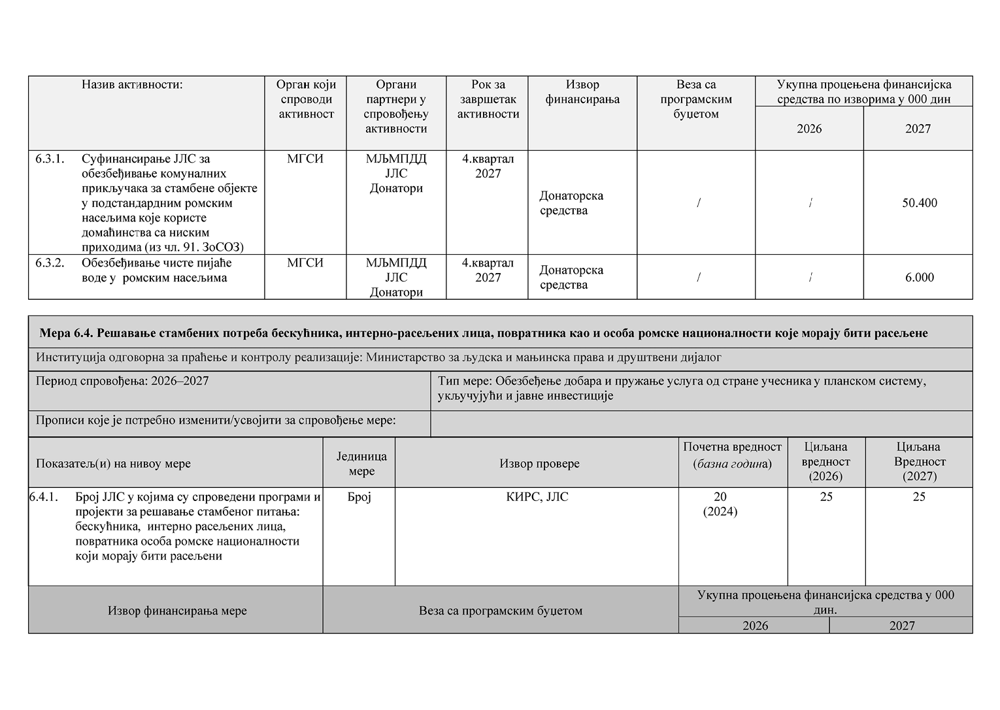 Назив активности:
Орган који
спроводи
активност
Органи
партнери у
спровођењу
активности
Рок за
завршетак
активности
Извор
финансирања
Веза са
програмским
буџетом
Укупна процењена финансијска
средства по изворима у 000 дин
2026
2027
6.3.1. Суфинансирање ЈЛС за
обезбеђивање комуналних
прикључака за стамбене објекте
у подстандардним ромским
насељима које користе
домаћинства са ниским
приходима (из чл. 91. ЗоСОЗ)
МГСИ
МЉМПДД
ЈЛС
Донатори
4.квартал
2027
Донаторска
средства
/
/
50.400
6.3.2. Обезбеђивање чисте пијаће
воде у  ромским насељима
МГСИ
МЉМПДД
ЈЛС
Донатори
4.квартал
2027
Донаторска
средства
/
/
6.000
Мера 6.4. Решавање стамбених потреба бескућника, интерно-расељених лица, повратника као и особа ромске националности које морају бити расељене
Институција одговорна за праћење и контролу реализације: Министарство за људска и мањинска права и друштвени дијалог
Период спровођења: 2026–2027
Тип мере: Обезбеђење добара и пружање услуга од стране учесника у планском систему,
укључујући и јавне инвестиције
Прописи које је потребно изменити/усвојити за спровођење мере:
Показатељ(и) на нивоу мере
Јединица
мере
Извор провере
Почетна вредност
(базна година)
Циљана
вредност
(2026)
Циљана
Вредност
(2027)
6.4.1. Број ЈЛС у којима су спроведени програми и
пројекти за решавање стамбеног питања:
бескућника,  интерно расељених лица,
повратника особа ромске националности
који морају бити расељени
Број
КИРС, ЈЛС
20
(2024)
25
25
Извор финансирања мере
Веза са програмским буџетом
Укупна процењена финансијска средства у 000
дин.
2026
2027